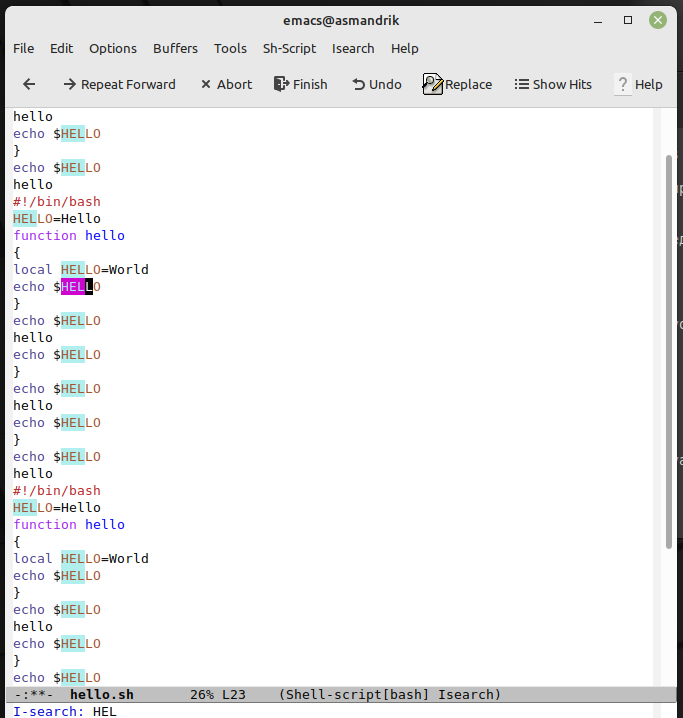 emacs@asmandrik
File Edit Options Buffers Tools Sh-Script Isearch Help
Repeat Forward Abort Finish Undo Replace Show Hits Help
hello
echo $HELLO
}
echo $HELLO
hello
#!/bin/bash
HELLO=Hello
function hello
{
local HELLO=World
echo $HELLO
}
echo $HELLO
hello
echo $HELLO
}
echo $HELLO
hello
echo $HELLO
}
echo $HELLO
hello
#!/bin/bash
HELLO=Hello
function hello
{
local HELLO=World
echo $HELLO
}
echo $HELLO
hello
echo $HELLO
}
echo $HELLO
-:**- hello.sh 26% L23 (Shell-script[bash] Isearch)
I-search: HEL